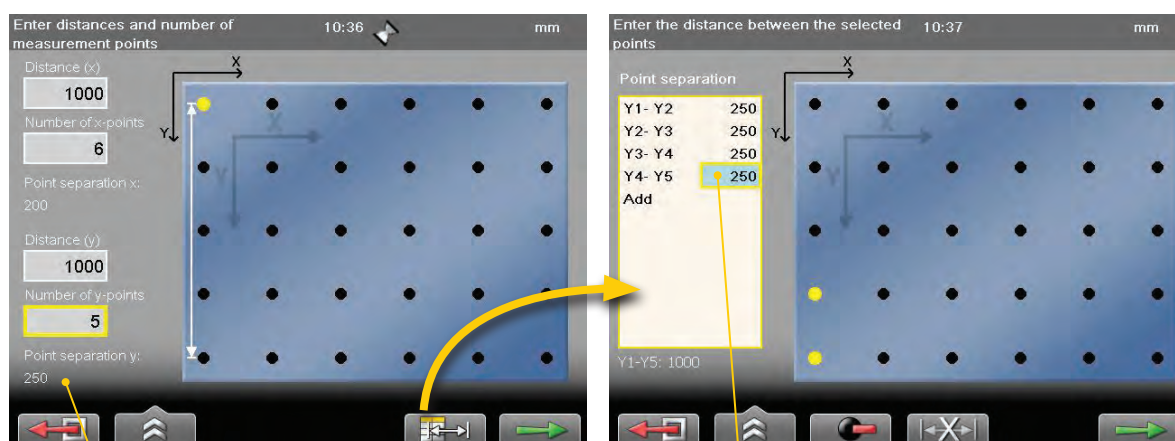 Enter distances and number of
measurement points
10:36
mm
Distance (x)
1000
Number of x-points
6
Point separation x:
200
Distance (y)
1000
Number of y-points
5
Point separation y:
250
X
Y
X
Y
Enter the distance between the selected
points
10:37
mm
Point separation
Y1- Y2 250
Y2- Y3 250
Y3- Y4 250
Y4- Y5 250
Add
Y1-Y5: 1000
X
Y
X
Y
X